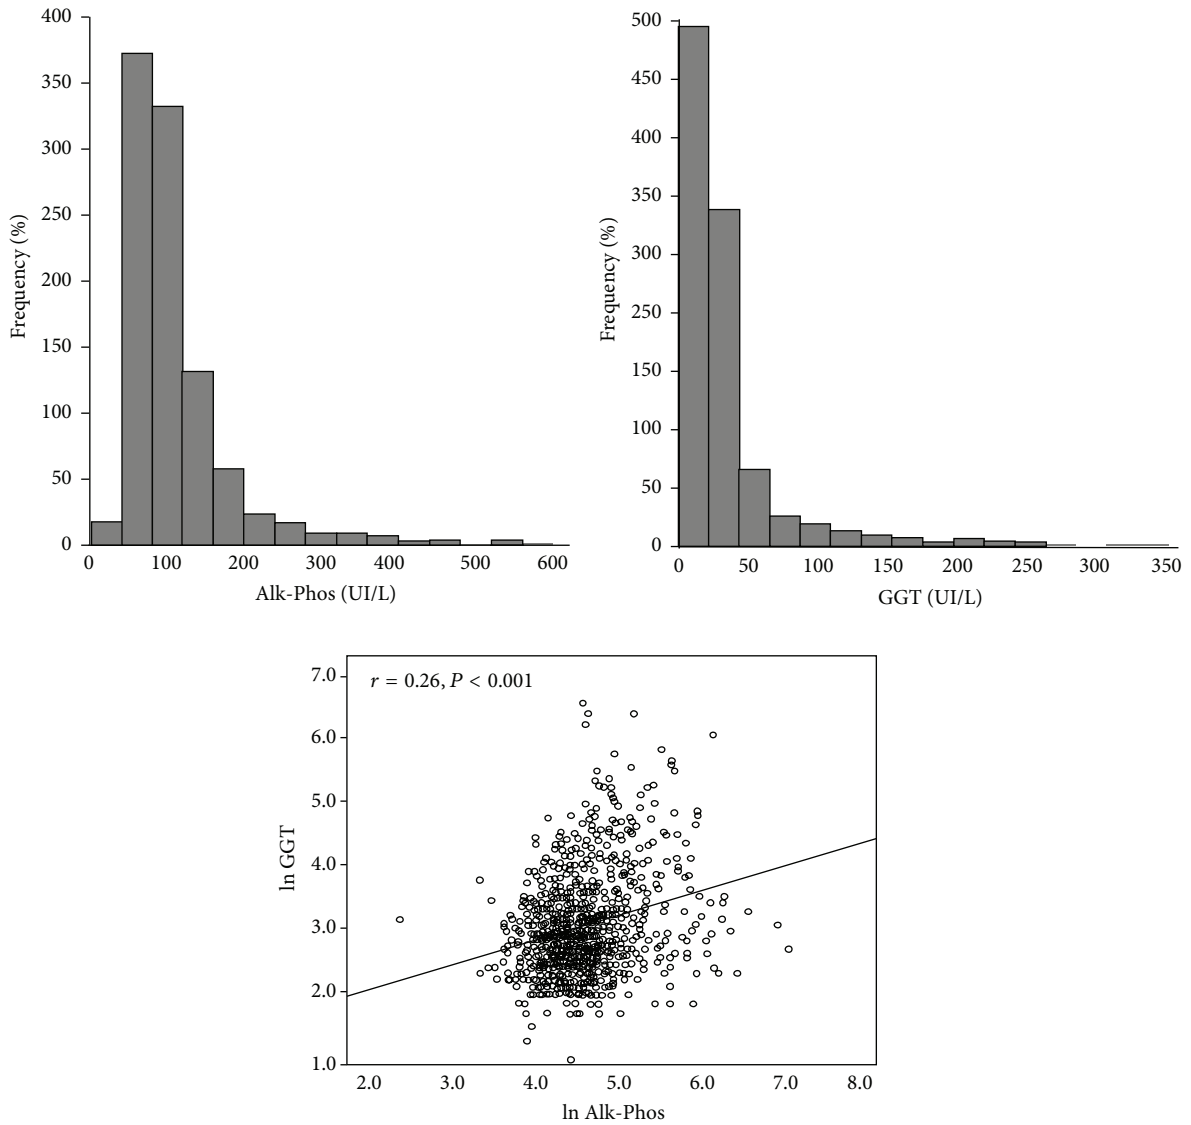 400
350
300
250
200
150
100
50
0
Frequency (%)
0 100 200 300 400 500 600
Alk-Phos (UI/L)
500
450
400
350
300
250
150
100
50
0
Frequency (%)
0 50 100 150 200 250 300 350
GGT (UI/L)
r = 0.26, P < 0.001
7.0
6.0
5.0
4.0
3.0
2.0
1.0
ln GGT
2.0 3.0 4.0 5.0 6.0 7.0 8.0
ln Alk-Phos